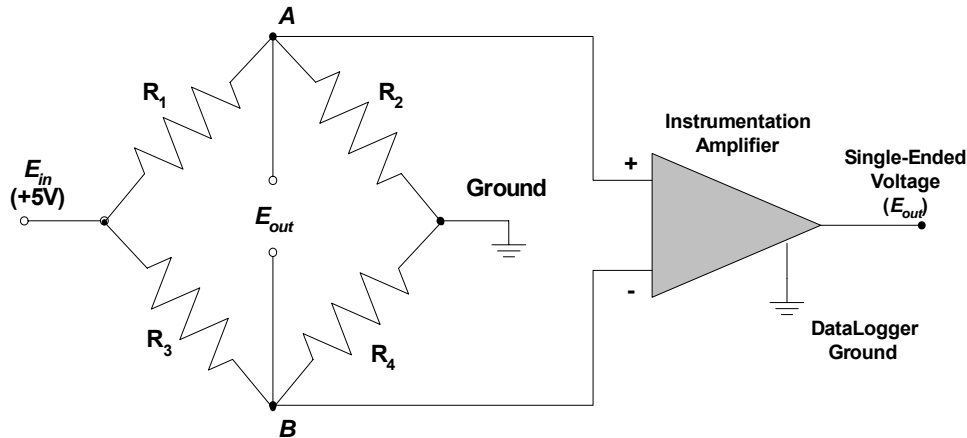 A
R1
R2
Instrumentation
Amplifier
Ein
(+5V)
Ground
Eout
+
-
Single-Ended
Voltage
(Eout)
R3
R4
DataLogger
Ground
B